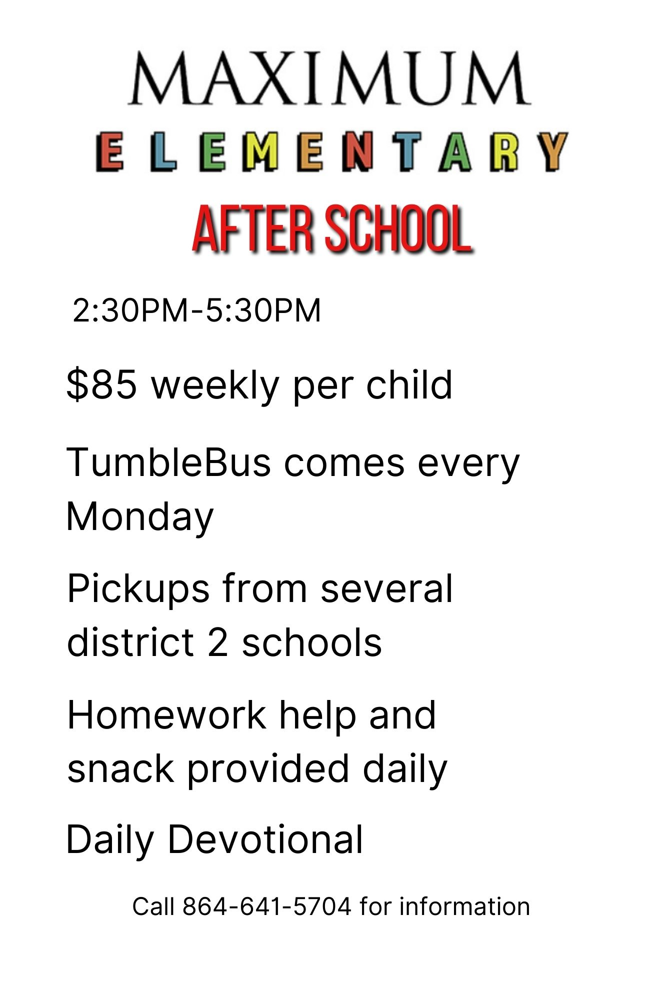 MAXIMUM
ELEMENTARY
AFTER SCHOOL
2:30PM-5:30PM
$85 weekly per child
TumbleBus comes every
Monday
Pickups from several
district 2 schools
Homework help and
snack provided daily
Daily Devotional
Call 864-641-5704 for information